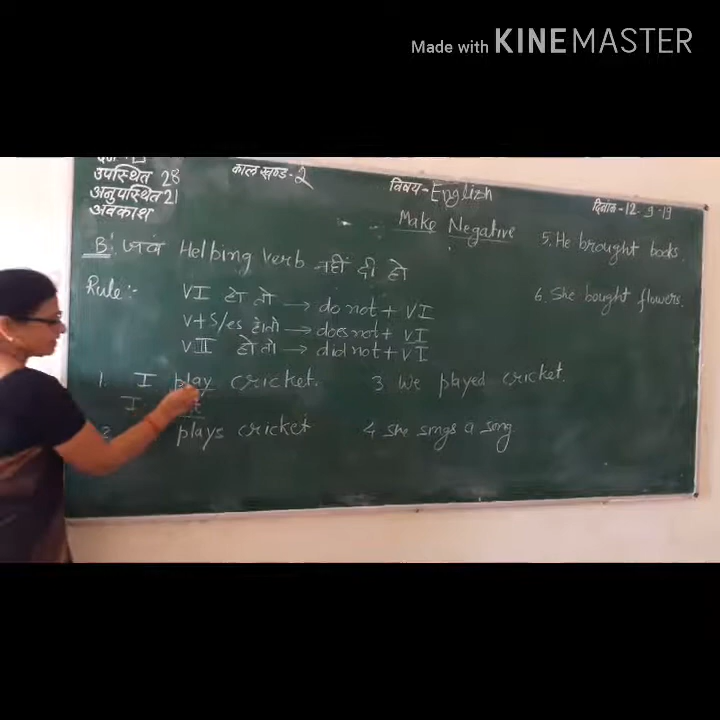 Made with KINEMASTER
उपस्थित 28
अनुपस्थित 21
अवकाश
काल खण्ड - 2
विषय - English
दिनांक - 12-9-19
Make Negative
B: जब Helbing verb नहीं दी हो
Rule :- VI हो तो → do not + VI
V+S/es हो तो → does not + VI
VII हो तो → did not + VI
1. I play cricket.
I
plays cricket
3 We played cricket.
4 She sings a song
5. He brought books.
6. She bought flowers.